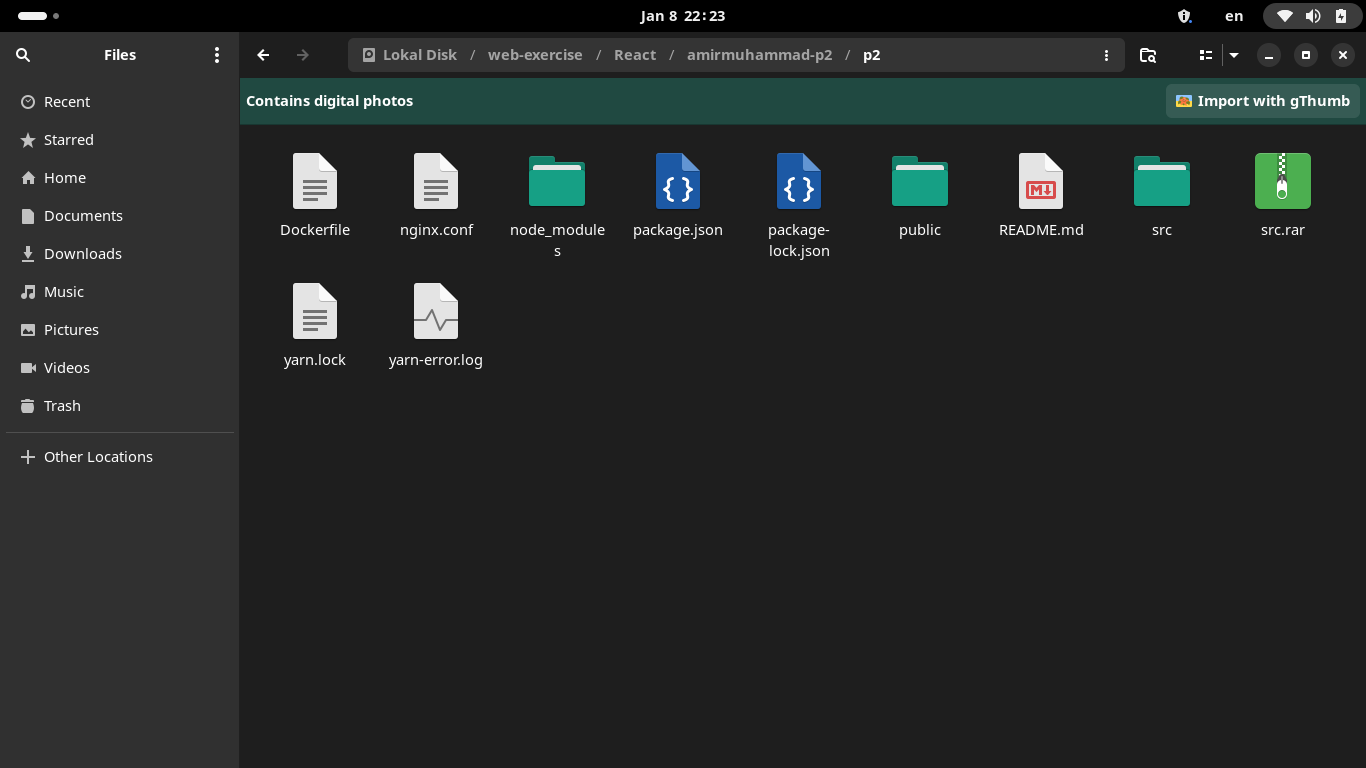 Jan 8 22:23
en
Files
Lokal Disk / web-exercise / React / amirmuhammad-p2 / p2
Recent
Starred
Home
Documents
Downloads
Music
Pictures
Videos
Trash
Other Locations
Contains digital photos
Import with gThumb
Dockerfile
nginx.conf
node_module
s
package.json
package-
lock.json
public
M
README.md
src
src.rar
yarn.lock
yarn-error.log